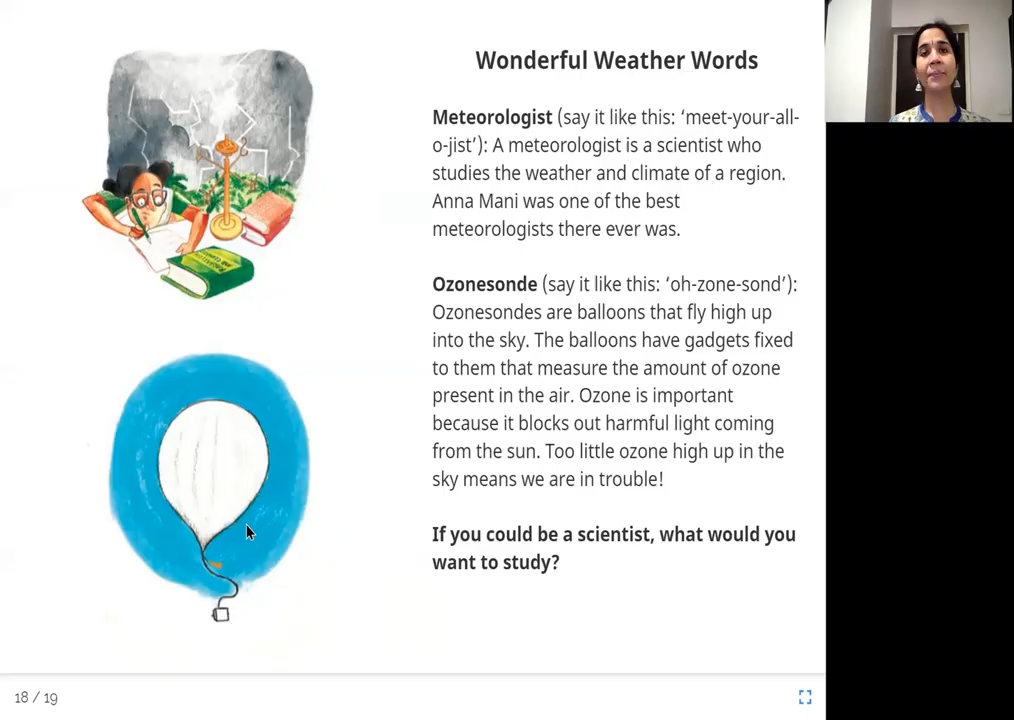 Wonderful Weather Words
Meteorologist (say it like this: ‘meet-your-all-
o-jist’): A meteorologist is a scientist who
studies the weather and climate of a region.
Anna Mani was one of the best
meteorologists there ever was.
Ozonesonde (say it like this: ‘oh-zone-sond’):
Ozonesondes are balloons that fly high up
into the sky. The balloons have gadgets fixed
to them that measure the amount of ozone
present in the air. Ozone is important
because it blocks out harmful light coming
from the sun. Too little ozone high up in the
sky means we are in trouble!
If you could be a scientist, what would you
want to study?
18 / 19